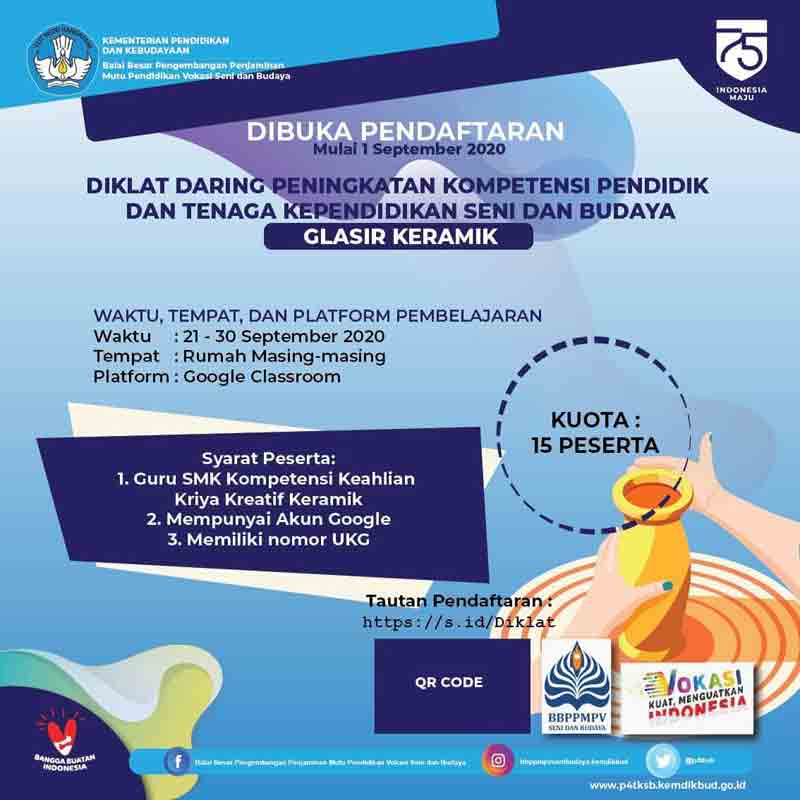 KEMENTERIAN PENDIDIKAN
DAN KEBUDAYAAN
Balai Besar Pengembangan Penjaminan
Mutu Pendidikan Vokasi Seni dan Budaya
75
INDONESIA
MAJU
DIBUKA PENDAFTARAN
Mulai 1 September 2020
DIKLAT DARING PENINGKATAN KOMPETENSI PENDIDIK
DAN TENAGA KEPENDIDIKAN SENI DAN BUDAYA
GLASIR KERAMIK
WAKTU, TEMPAT, DAN PLATFORM PEMBELAJARAN
Waktu : 21 - 30 September 2020
Tempat : Rumah Masing-masing
Platform : Google Classroom
KUOTA :
15 PESERTA
Syarat Peserta:
1. Guru SMK Kompetensi Keahlian
Kriya Kreatif Keramik
2. Mempunyai Akun Google
3. Memiliki nomor UKG
Tautan Pendaftaran :
https://s.id/Diklat
QR CODE
BBPPMPV
SENI DAN BUDAYA
VOKASI
KUAT, MENGUATKAN
INDONESIA
BANGGA BUATAN
INDONESIA
Balai Besar Pengembangan Penjaminan Mutu Pendidikan Vokasi Seni dan Budaya
bbppmpvsenibudaya.kemdikbud
@p4tksb
www.p4tksb.kemdikbud.go.id